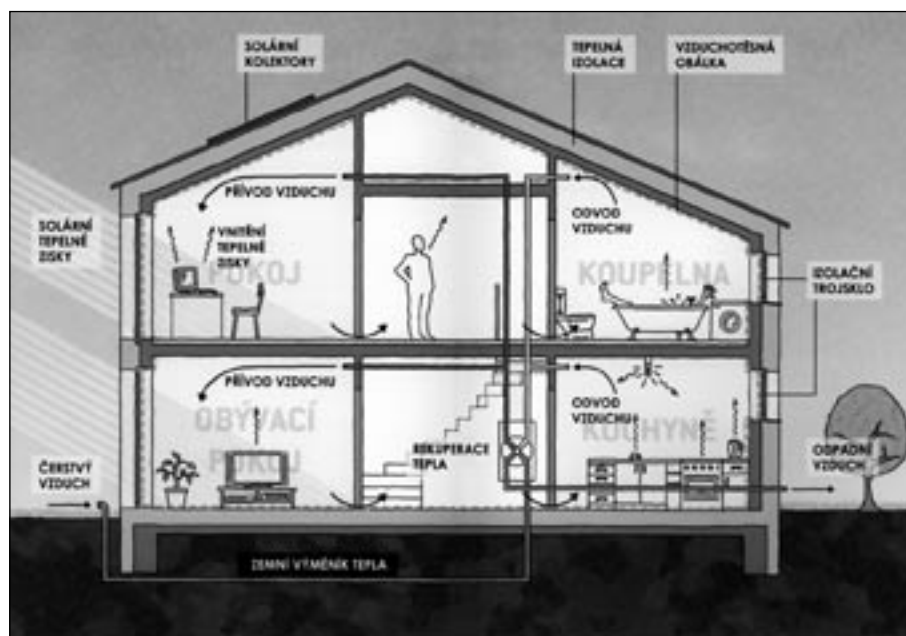 SOLÁRNÍ
KOLEKTORY
TEPELNÁ
IZOLACE
VZDUCHOTĚSNÁ
OBÁLKA
PŘÍVOD VZDUCHU
ODVOD
VZDUCHU
SOLÁRNÍ
TEPELNÉ
ZISKY
VNITŘNÍ
TEPELNÉ
ZISKY
POKOJ
KOUPELNA
IZOLAČNÍ
TROJSKLO
PŘÍVOD VZDUCHU
ODVOD
VZDUCHU
OBÝVACÍ
POKOJ
KUCHYNĚ
REKUPERACE
TEPLA
ČERSTVÝ
VZDUCH
ODPADNÍ
VZDUCH
ZEMNÍ VÝMĚNÍK TEPLA